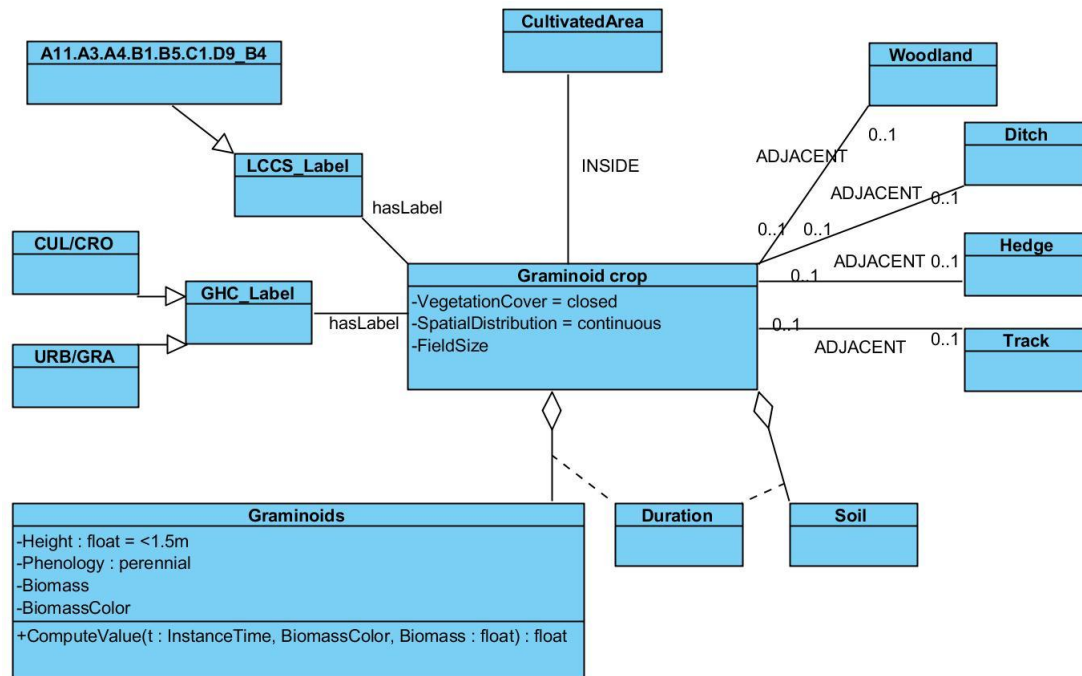 CultivatedArea
A11.A3.A4.B1.B5.C1.D9_B4
Woodland
0..1
Ditch
ADJACENT
LCCS_Label
INSIDE
ADJACENT
0..1
hasLabel
0..1
0..1
CUL/CRO
Hedge
ADJACENT
0..1
Graminoid crop
0..1
GHC_Label
-VegetationCover = closed
-SpatialDistribution = continuous
-FieldSize
hasLabel
0..1
URB/GRA
ADJACENT
0..1
Track
Graminoids
-Height : float = <1.5m
-Phenology : perennial
-Biomass
-BiomassColor
+ComputeValue(t : InstanceTime, BiomassColor, Biomass : float) : float
Duration
Soil